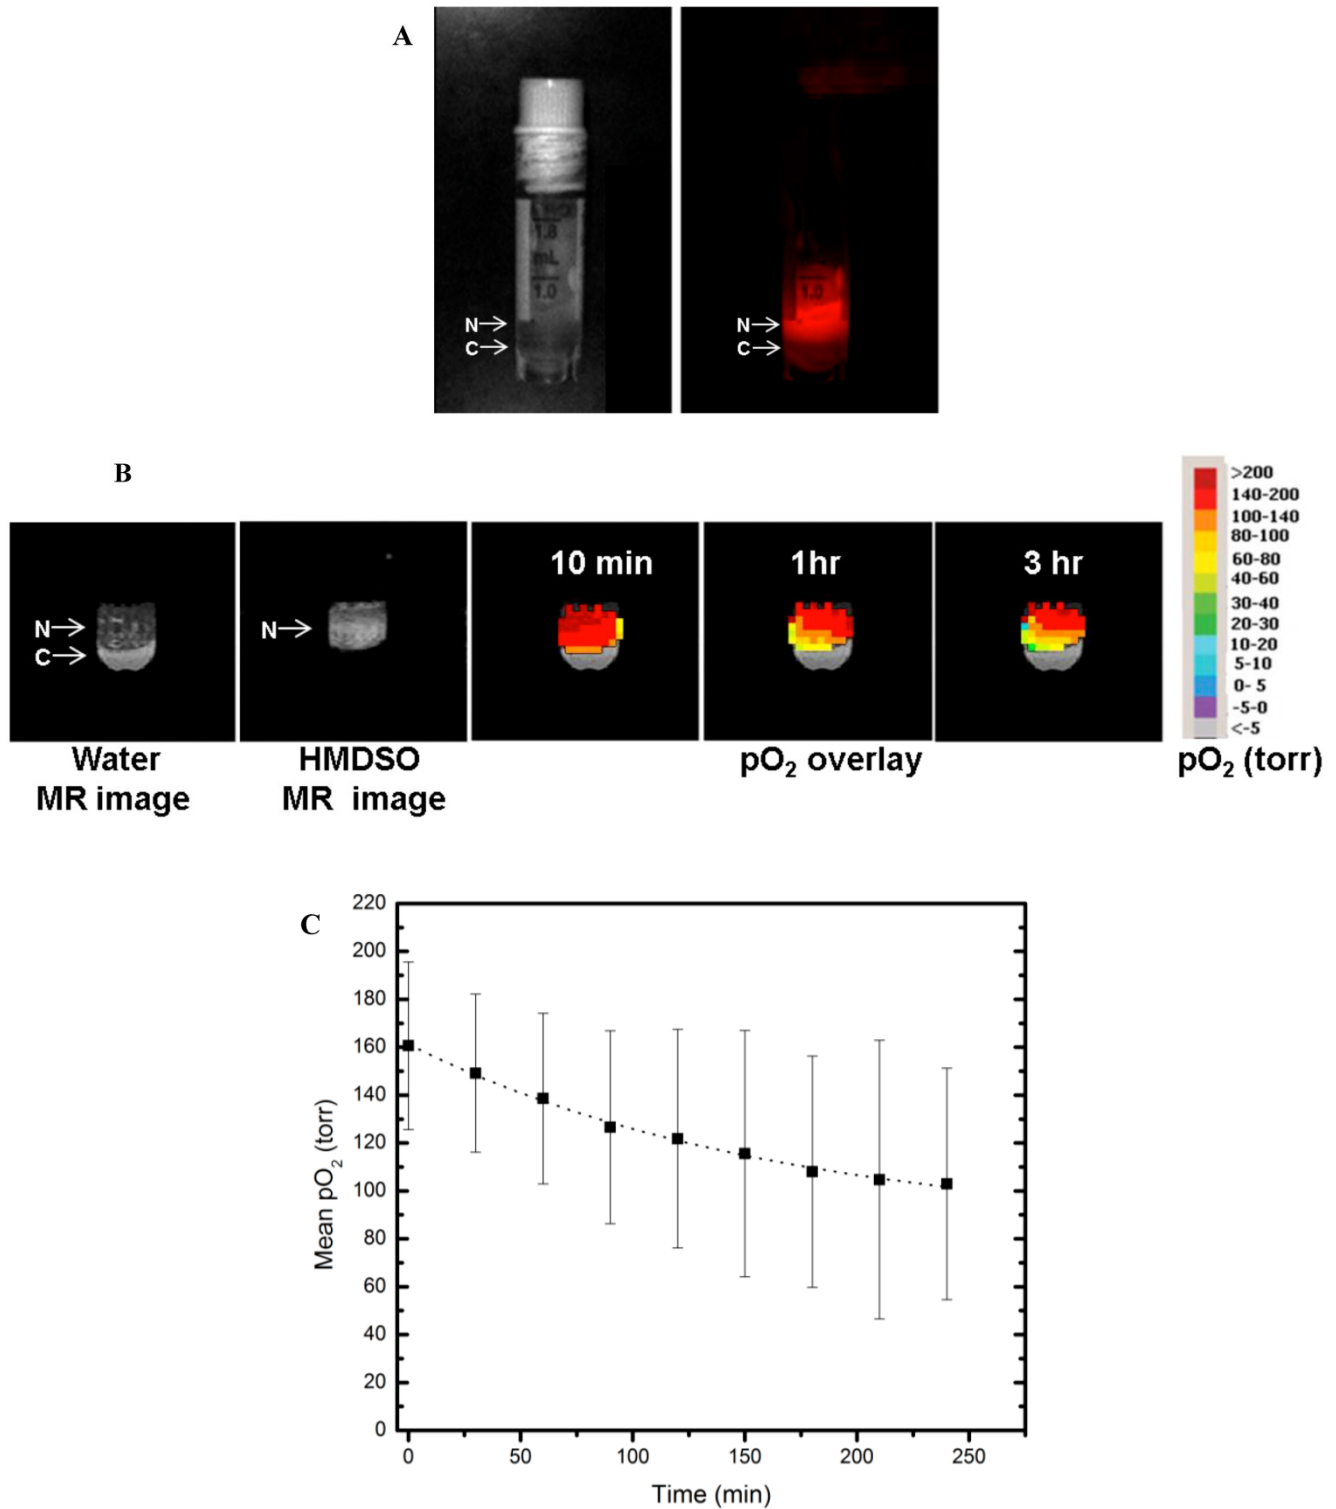 A
1.8
mL
1.0
N→
C→
1.0
N→
C→
B
N→
C→
N→
10 min
1hr
3 hr
>200
140-200
100-140
80-100
60-80
40-60
30-40
20-30
10-20
5-10
0- 5
-5-0
<-5
Water
MR image
HMDSO
MR image
pO₂ overlay
pO₂ (torr)
C
220
200
180
160
140
120
100
80
60
40
20
0
Mean pO₂ (torr)
0
50
100
150
200
250
Time (min)